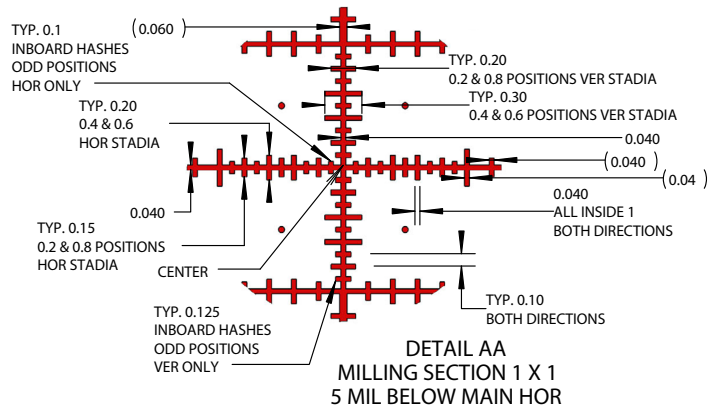 TYP. 0.1
INBOARD HASHES
ODD POSITIONS
HOR ONLY
(0.060)
TYP. 0.20
0.2 & 0.8 POSITIONS VER STADIA
TYP. 0.30
0.4 & 0.6 POSITIONS VER STADIA
TYP. 0.20
0.4 & 0.6
HOR STADIA
0.040
(0.040)
(0.04)
0.040
TYP. 0.15
0.2 & 0.8 POSITIONS
HOR STADIA
0.040
ALL INSIDE 1
BOTH DIRECTIONS
CENTER
TYP. 0.10
BOTH DIRECTIONS
TYP. 0.125
INBOARD HASHES
ODD POSITIONS
VER ONLY
DETAIL AA
MILLING SECTION 1 X 1
5 MIL BELOW MAIN HOR